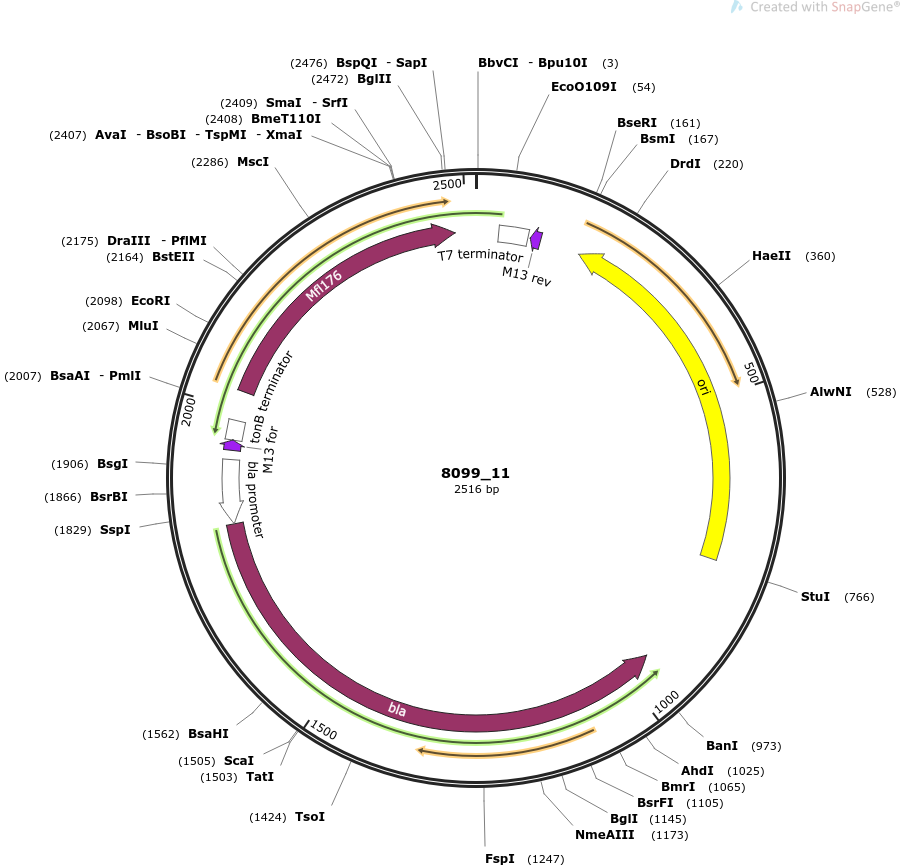 Created with SnapGene®
(2476) BspQI - SapI
(2472) BglII
(2409) SmaI - SrfI
(2408) BmeT110I
(2407) AvaI - BsoBI - TspMI - XmaI
(2286) MscI
(2175) DraIII - PflMI
(2164) BstEII
(2098) EcoRI
(2067) MluI
(2007) BsaAI - PmlI
(1906) BsgI
(1866) BsrBI
(1829) SspI
(1562) BsaHI
(1505) ScaI
(1503) TatI
(1424) TsoI
BbvCI - Bpu10I (3)
EcoO109I (54)
BseRI (161)
BsmI (167)
DrdI (220)
HaeII (360)
AlwNI (528)
StuI (766)
BanI (973)
AhdI (1025)
BmrI (1065)
BsrFI (1105)
BglI (1145)
NmeAIII (1173)
FspI (1247)
2500
500
1000
1500
2000
T7 terminator
M13 rev
Mfl176
tonB terminator
M13 for
bla promoter
ori
bla
8099_11
2516 bp